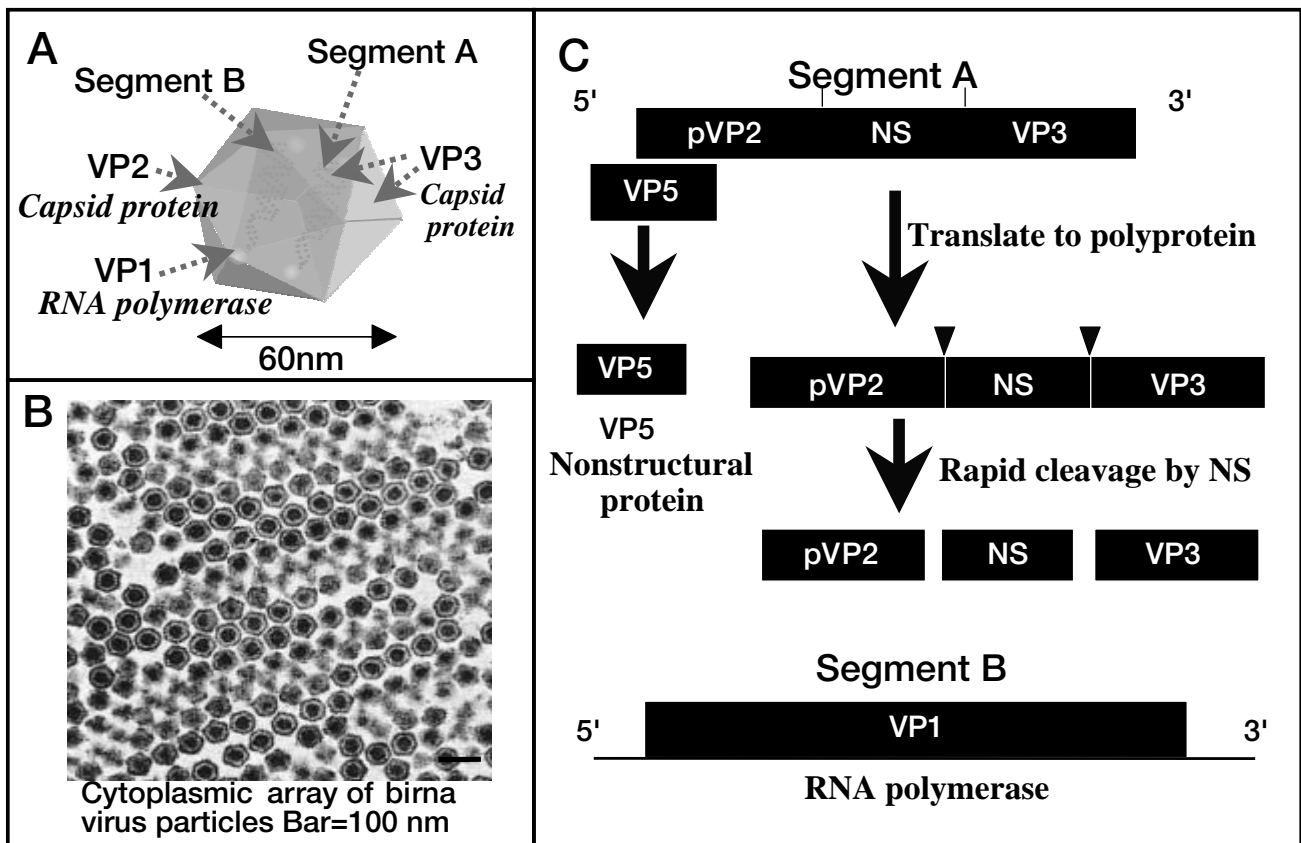 A
Segment A
Segment B
VP2
Capsid protein
VP3
Capsid
protein
VP1
RNA polymerase
60nm
B
Cytoplasmic array of birna
virus particles Bar=100 nm
C
Segment A
5' 3'
pVP2 NS VP3
VP5
Translate to polyprotein
VP5
pVP2 NS VP3
VP5
Nonstructural
protein
Rapid cleavage by NS
pVP2 NS VP3
Segment B
5' VP1 3'
RNA polymerase